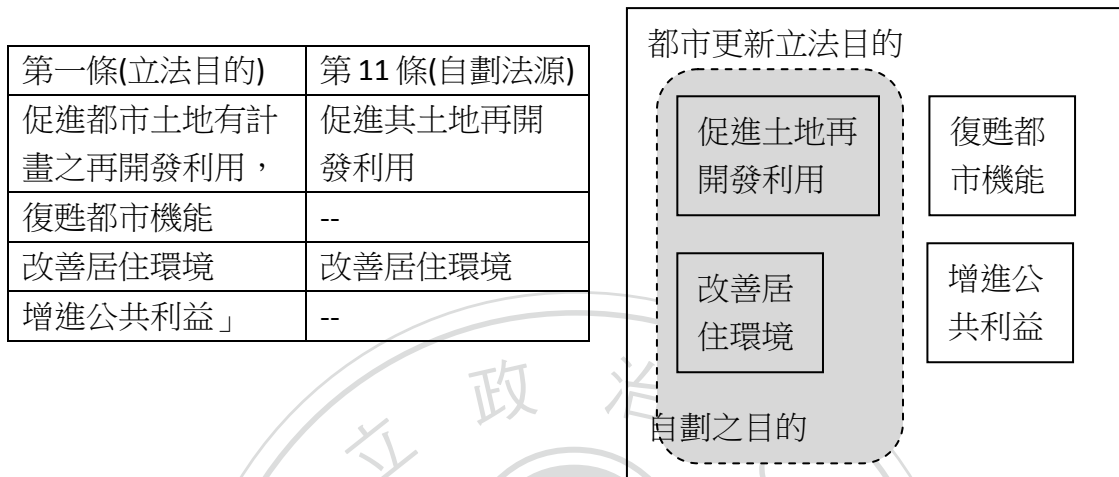 第一條(立法目的) 第 11 條(自劃法源)
促進都市土地有計 促進其土地再開
畫之再開發利用， 發利用
復甦都市機能 --
改善居住環境 改善居住環境
增進公共利益」 --
都市更新立法目的
促進土地再
開發利用
復甦都
市機能
改善居
住環境
增進公
共利益
自劃之目的
立 政 治